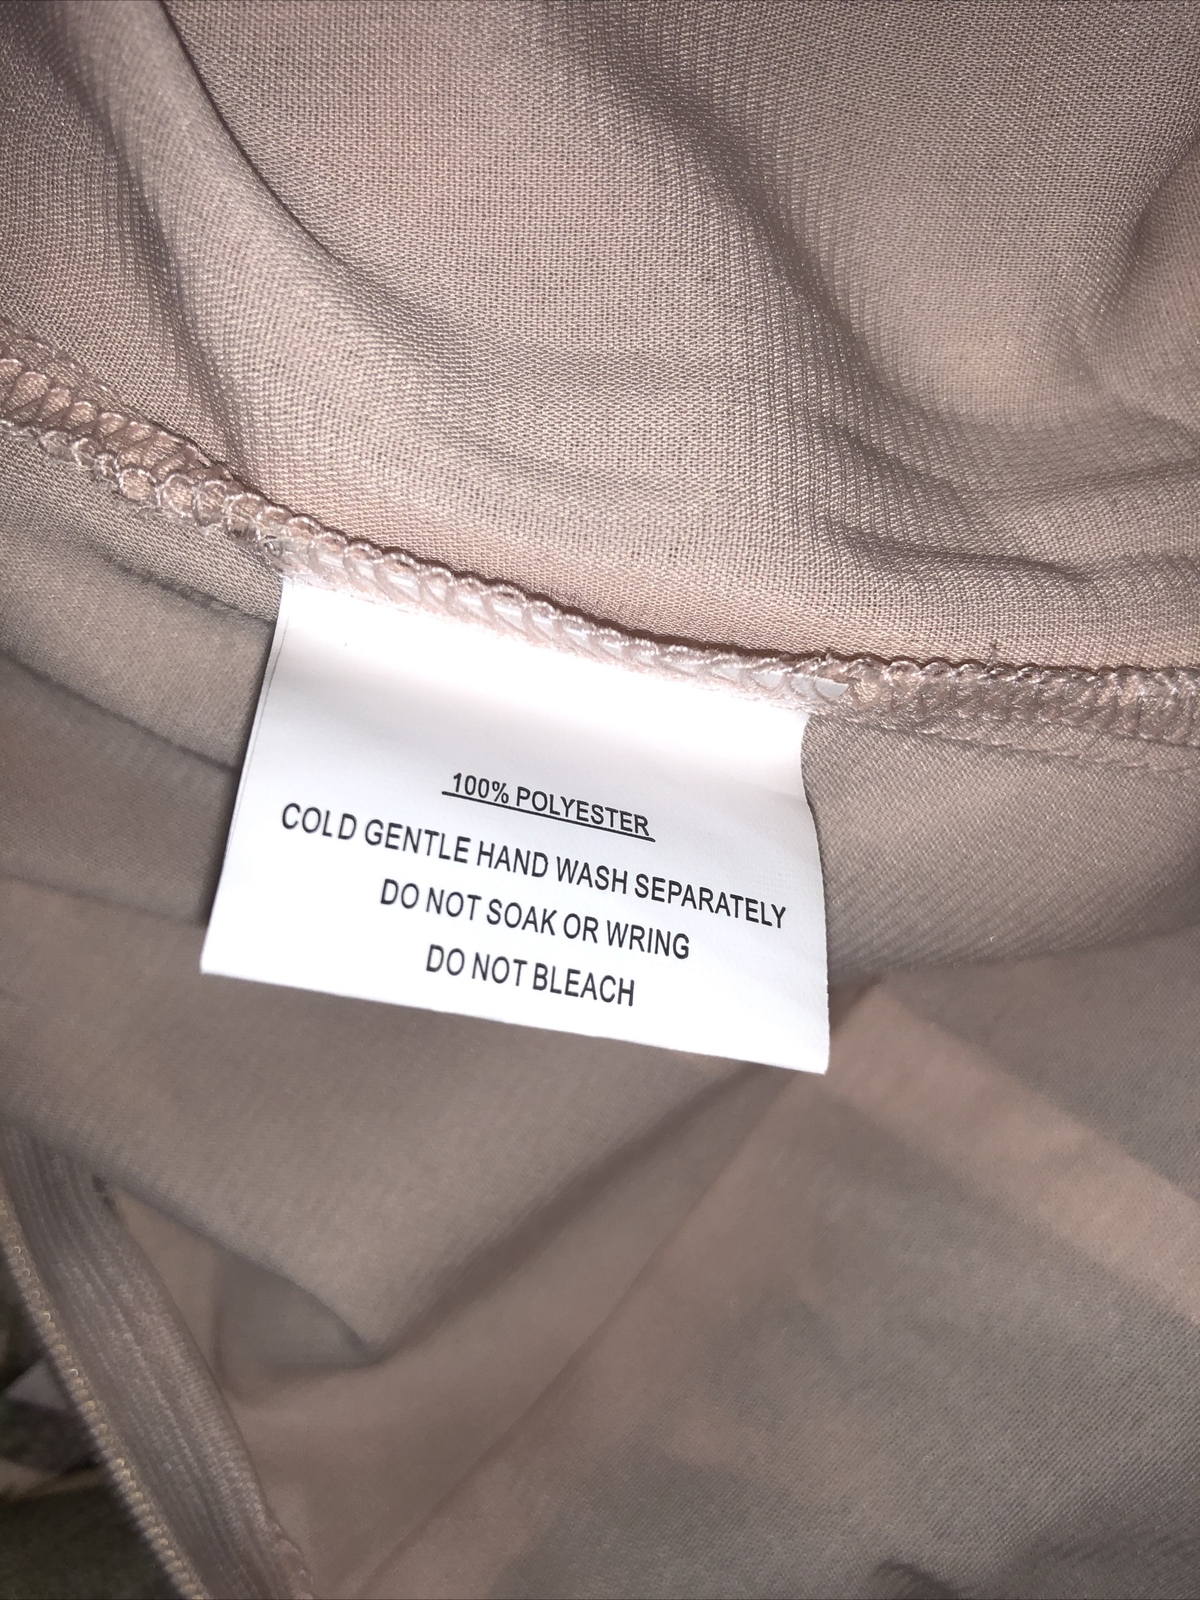 100% POLYESTER
COLD GENTLE HAND WASH SEPARATELY
DO NOT SOAK OR WRING
DO NOT BLEACH